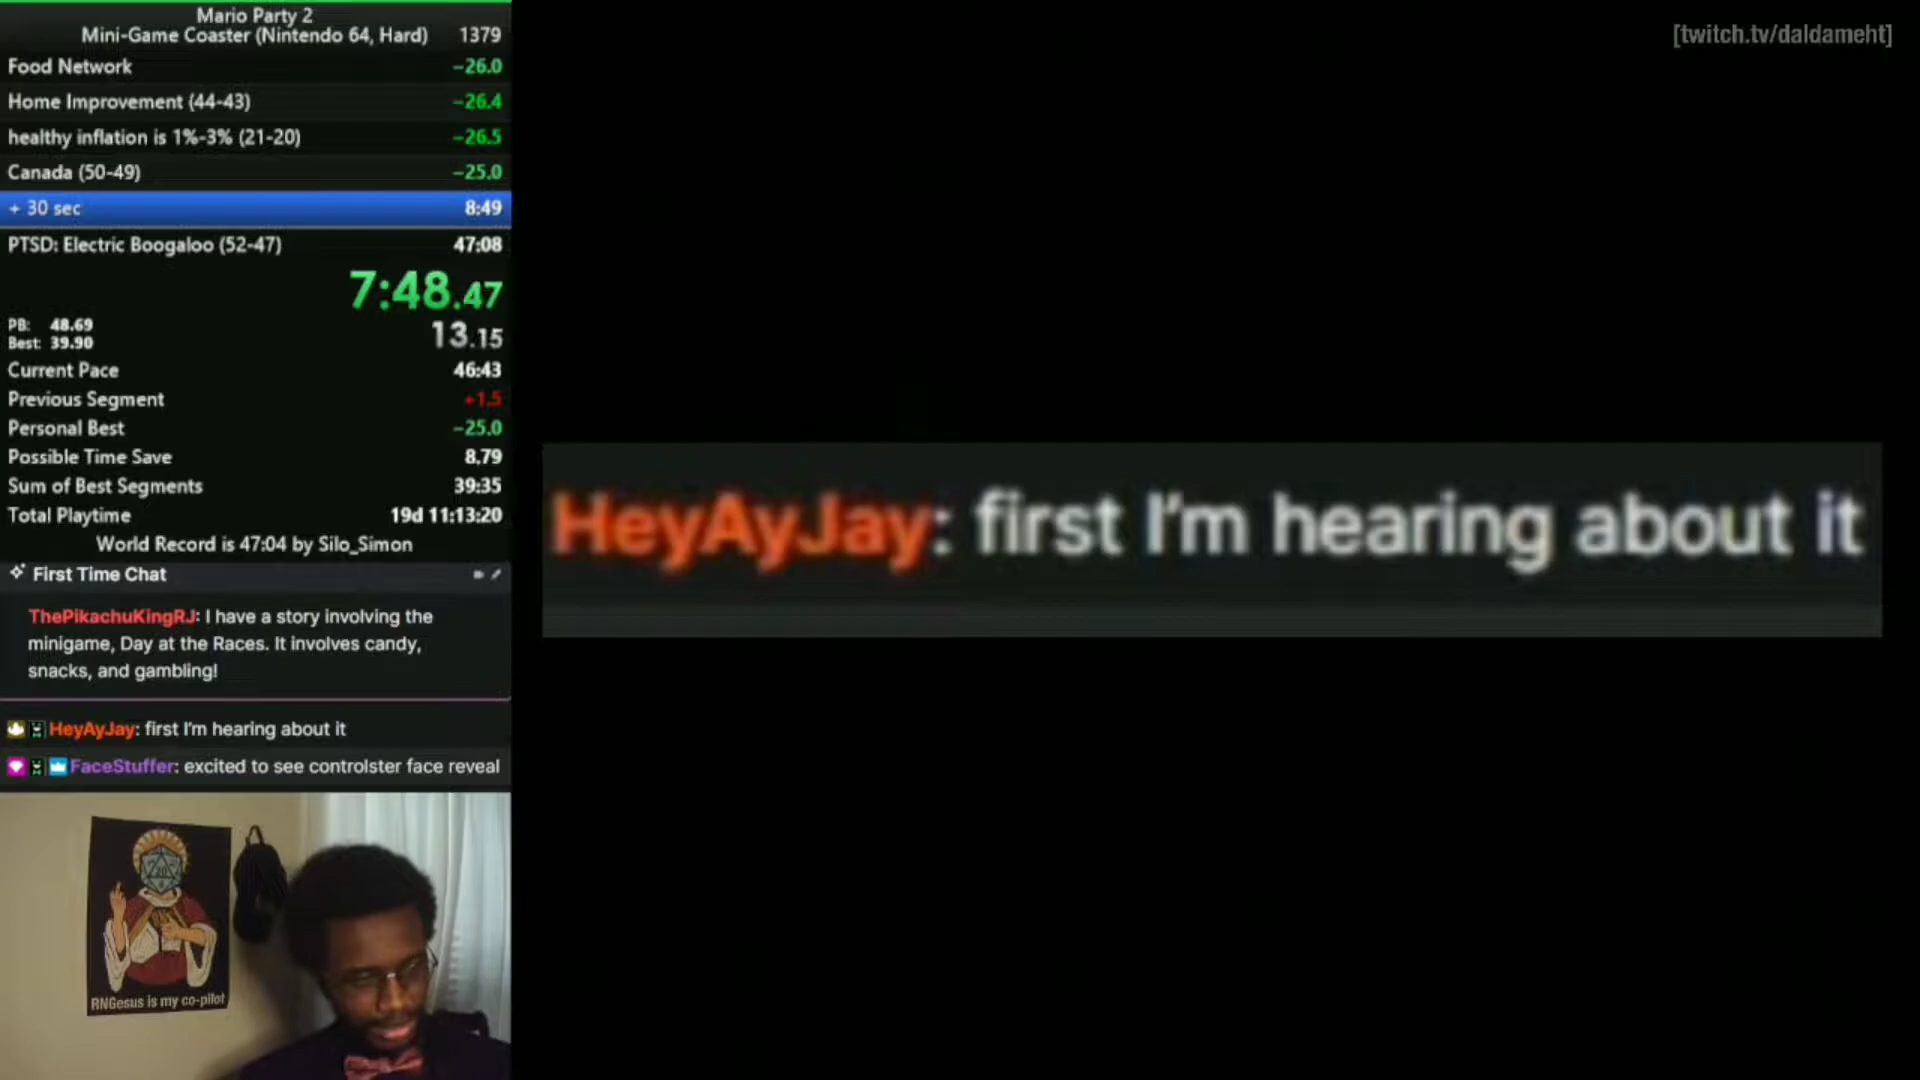 Mario Party 2
Mini-Game Coaster (Nintendo 64, Hard) 1379
Food Network -26.0
Home Improvement (44-43) -26.4
healthy inflation is 1%-3% (21-20) -26.5
Canada (50-49) -25.0
+ 30 sec 8:49
PTSD: Electric Boogaloo (52-47) 47:08
7:48.47
PB: 48.69
13.15
Best: 39.90
Current Pace 46:43
Previous Segment +1.5
Personal Best -25.0
Possible Time Save 8.79
Sum of Best Segments 39:35
Total Playtime 19d 11:13:20
World Record is 47:04 by Silo_Simon
First Time Chat
ThePikachuKingRJ: I have a story involving the
minigame, Day at the Races. It involves candy,
snacks, and gambling!
HeyAyJay: first I'm hearing about it
FaceStuffer: excited to see controlster face reveal
20
RNGesus is my co-pilot
[twitch.tv/daldameht]
HeyAyJay: first I'm hearing about it